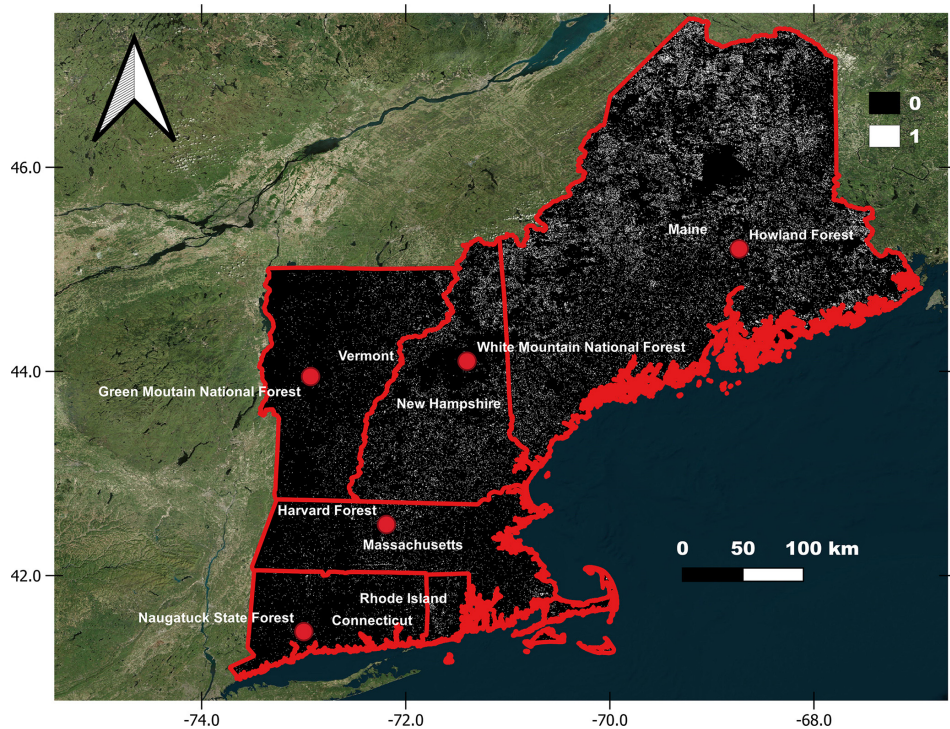 0
1
46.0
Maine
Howland Forest
White Mountain National Forest
Vermont
44.0
Green Moutain National Forest
New Hampshire
Harvard Forest
Massachusetts
0 50 100 km
42.0
Rhode Island
Naugatuck State Forest
Connecticut
-74.0 -72.0 -70.0 -68.0